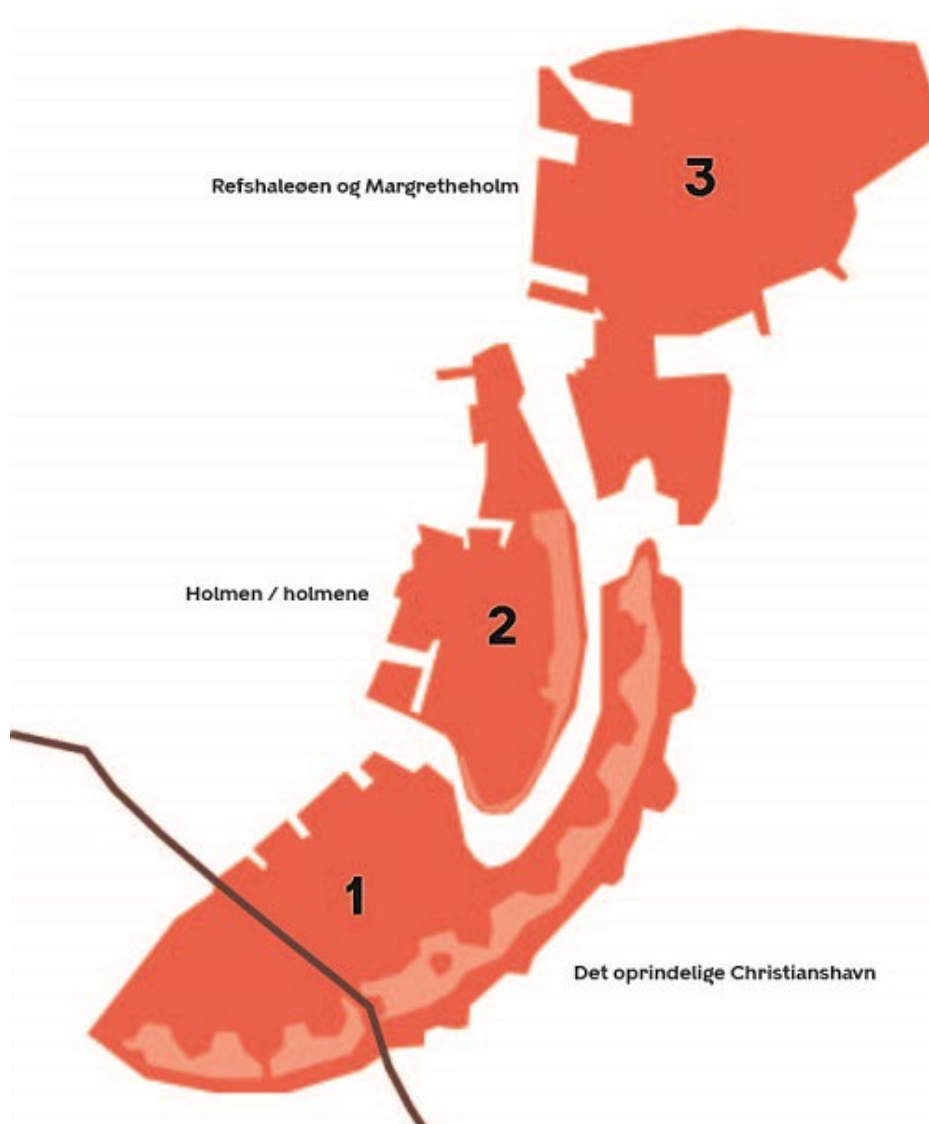 3
Refshaleøen og Margretheholm
Holmen / holmene
2
1
Det oprindelige Christianshavn